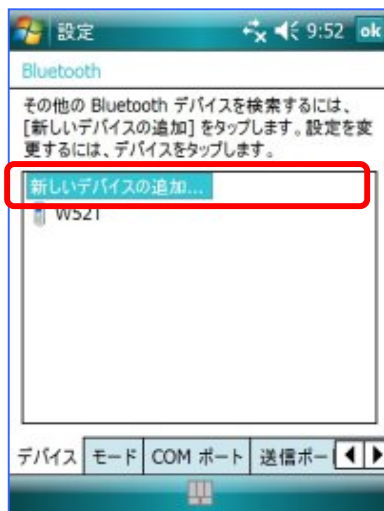 設定 9:52 ok
Bluetooth
その他の Bluetooth デバイスを検索するには、
[新しいデバイスの追加] をタップします。設定を変
更するには、デバイスをタップします。
新しいデバイスの追加...
W52T
デバイス モード COM ポート 送信ポー